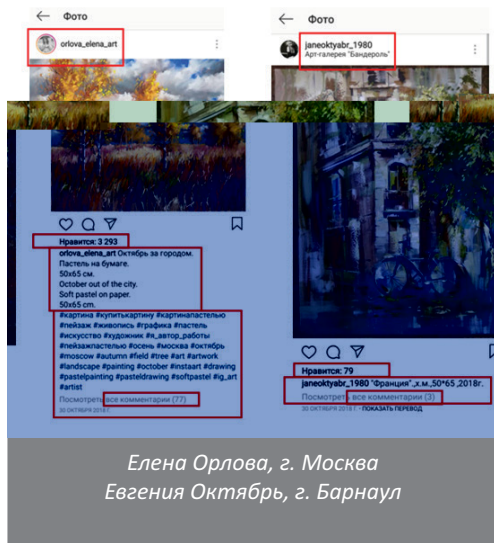 Фото
orlova_elena_art
Нравится: 3 293
orlova_elena_art Октябрь за городом.
Пастель на бумаге.
50х65 см.
October out of the city.
Soft pastel on paper.
50x65 cm.
#картина #купитькартину #картинапастелью
#пейзаж #живопись #графика #пастель
#искусство #художник #я_автор_работы
#пейзажпастелью #осень #москва #октябрь
#moscow #autumn #field #tree #art #artwork
#landscape #painting #october #instaart #drawing
#pastelpainting #pasteldrawing #softpastel #ig_art
#artist
Посмотреть все комментарии (77)
30 ОКТЯБРЯ 2018 Г.
Фото
janeoktyabr_1980
Арт-галерея "Бандероль"
Нравится: 79
janeoktyabr_1980 "Франция",х.м.,50*65 ,2018г.
Посмотреть все комментарии (3)
30 ОКТЯБРЯ 2018 Г. • ПОКАЗАТЬ ПЕРЕВОД
Елена Орлова, г. Москва
Евгения Октябрь, г. Барнаул